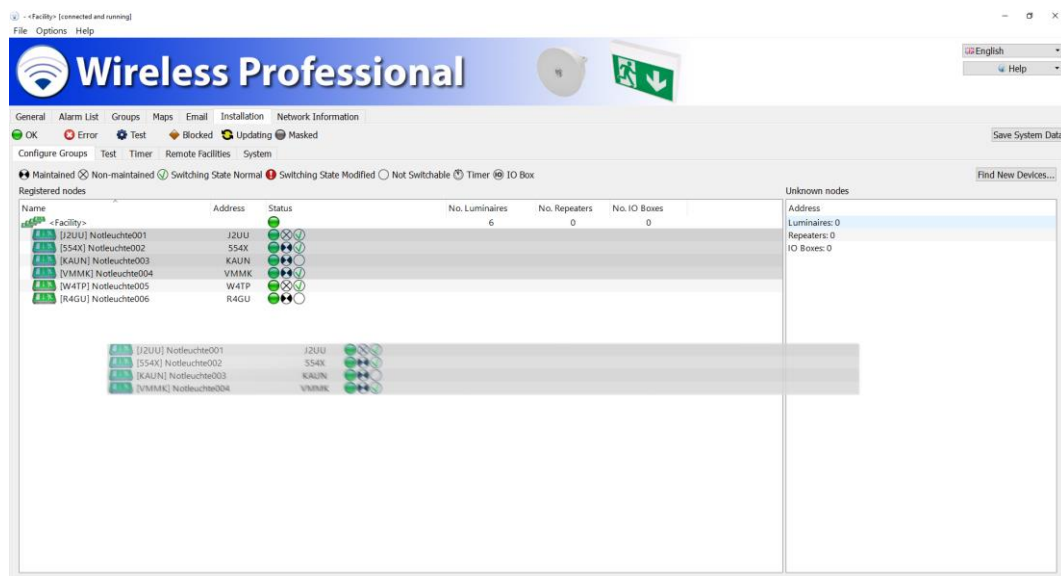 - <Facility> [connected and running]
File Options Help
Wireless Professional
English
Help
General Alarm List Groups Maps Email Installation Network Information
OK Error Test Blocked Updating Masked
Save System Data
Configure Groups Test Timer Remote Facilities System
Maintained Non-maintained Switching State Normal Switching State Modified Not Switchable Timer IO Box
Find New Devices...
Registered nodes
Unknown nodes
Name Address Status No. Luminaires No. Repeaters No. IO Boxes
Address
<Facility> 6 0 0
Luminaires: 0
[J2UU] Notleuchte001 J2UU
Repeaters: 0
[554X] Notleuchte002 554X
IO Boxes: 0
[KAUN] Notleuchte003 KAUN
[VMMK] Notleuchte004 VMMK
[W4TP] Notleuchte005 W4TP
[R4GU] Notleuchte006 R4GU
[J2UU] Notleuchte001 J2UU
[554X] Notleuchte002 554X
[KAUN] Notleuchte003 KAUN
[VMMK] Notleuchte004 VMMK